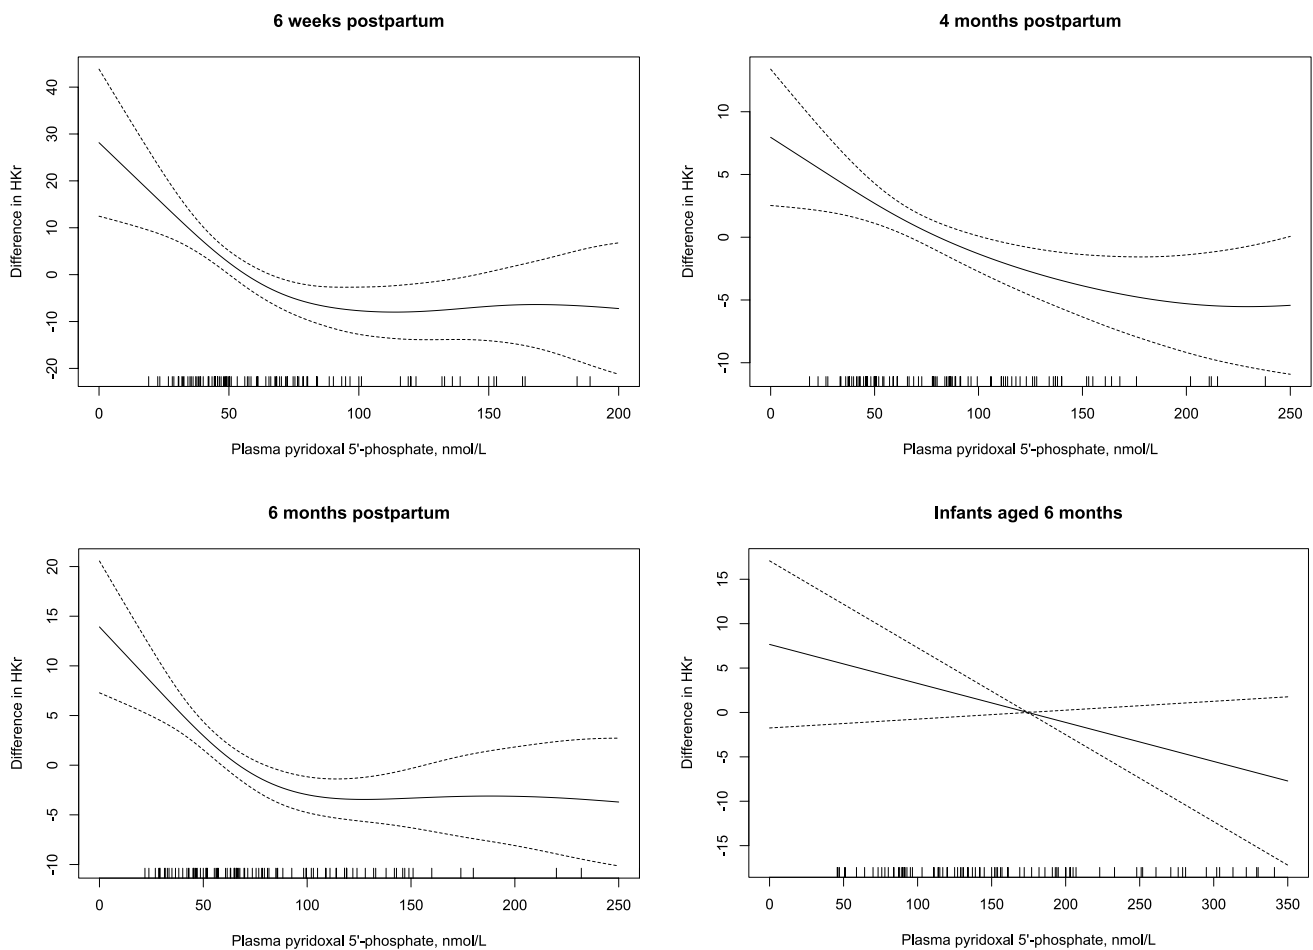 6 weeks postpartum
40
30
20
10
0
-10
-20
Difference in HKr
0 50 100 150 200
Plasma pyridoxal 5'-phosphate, nmol/L
4 months postpartum
10
5
0
-5
-10
Difference in HKr
0 50 100 150 200 250
Plasma pyridoxal 5'-phosphate, nmol/L
6 months postpartum
20
15
10
5
0
-5
-10
Difference in HKr
0 50 100 150 200 250
Plasma pyridoxal 5'-phosphate, nmol/L
Infants aged 6 months
15
10
5
0
-5
-10
-15
Difference in HKr
0 50 100 150 200 250 300 350
Plasma pyridoxal 5'-phosphate, nmol/L